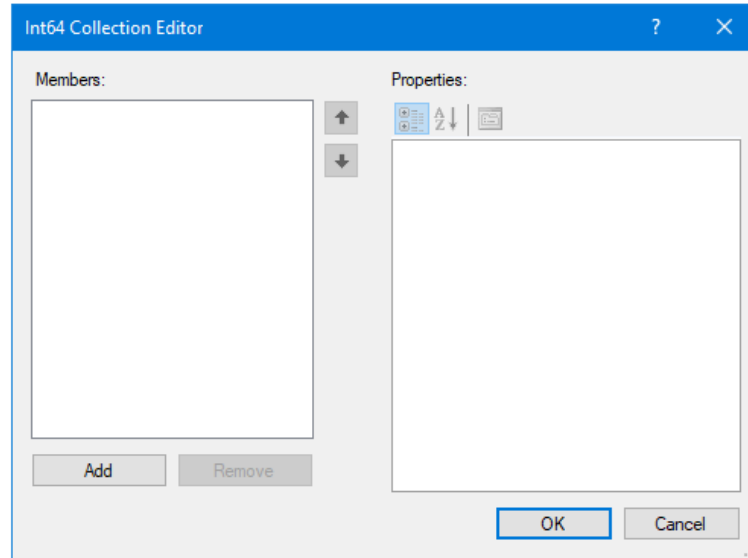 Int64 Collection Editor ?
Members:
Properties:
A
Z
Add
Remove
OK
Cancel